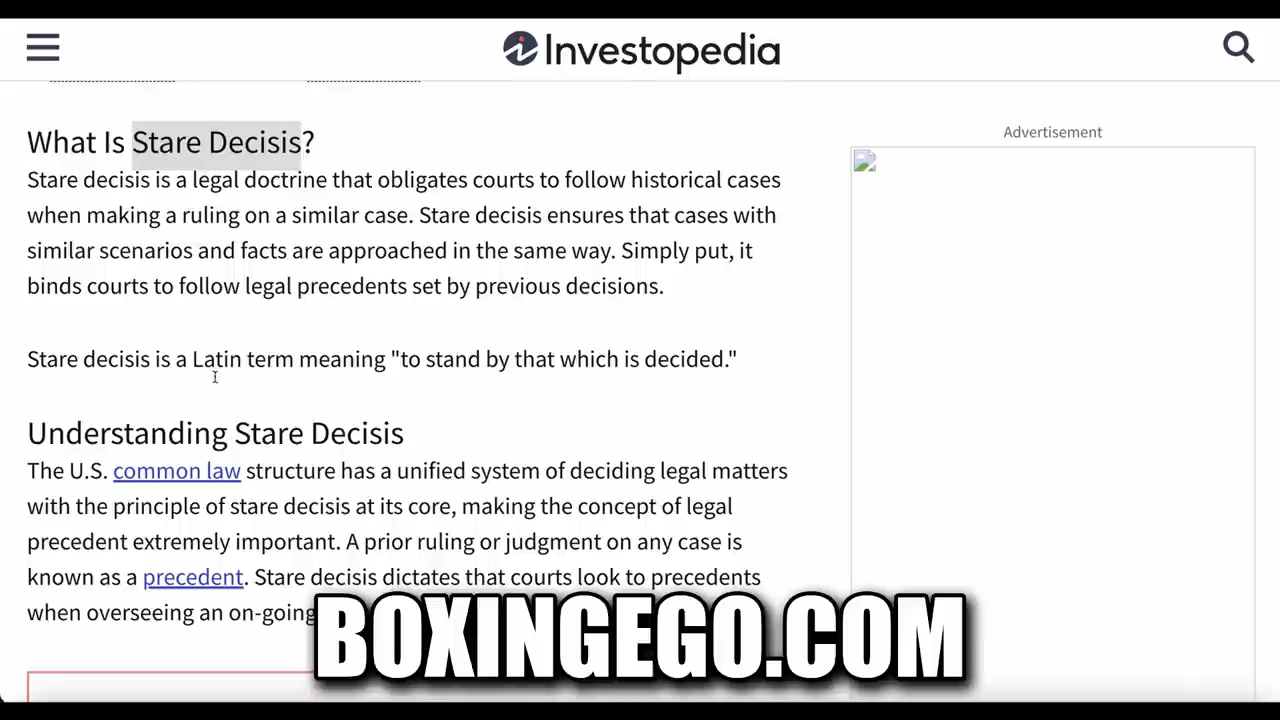 Investopedia
Advertisement
What Is Stare Decisis?
Stare decisis is a legal doctrine that obligates courts to follow historical cases
when making a ruling on a similar case. Stare decisis ensures that cases with
similar scenarios and facts are approached in the same way. Simply put, it
binds courts to follow legal precedents set by previous decisions.
Stare decisis is a Latin term meaning "to stand by that which is decided."
Understanding Stare Decisis
The U.S. common law structure has a unified system of deciding legal matters
with the principle of stare decisis at its core, making the concept of legal
precedent extremely important. A prior ruling or judgment on any case is
known as a precedent. Stare decisis dictates that courts look to precedents
when overseeing an on-going
BOXINGEGO.COM